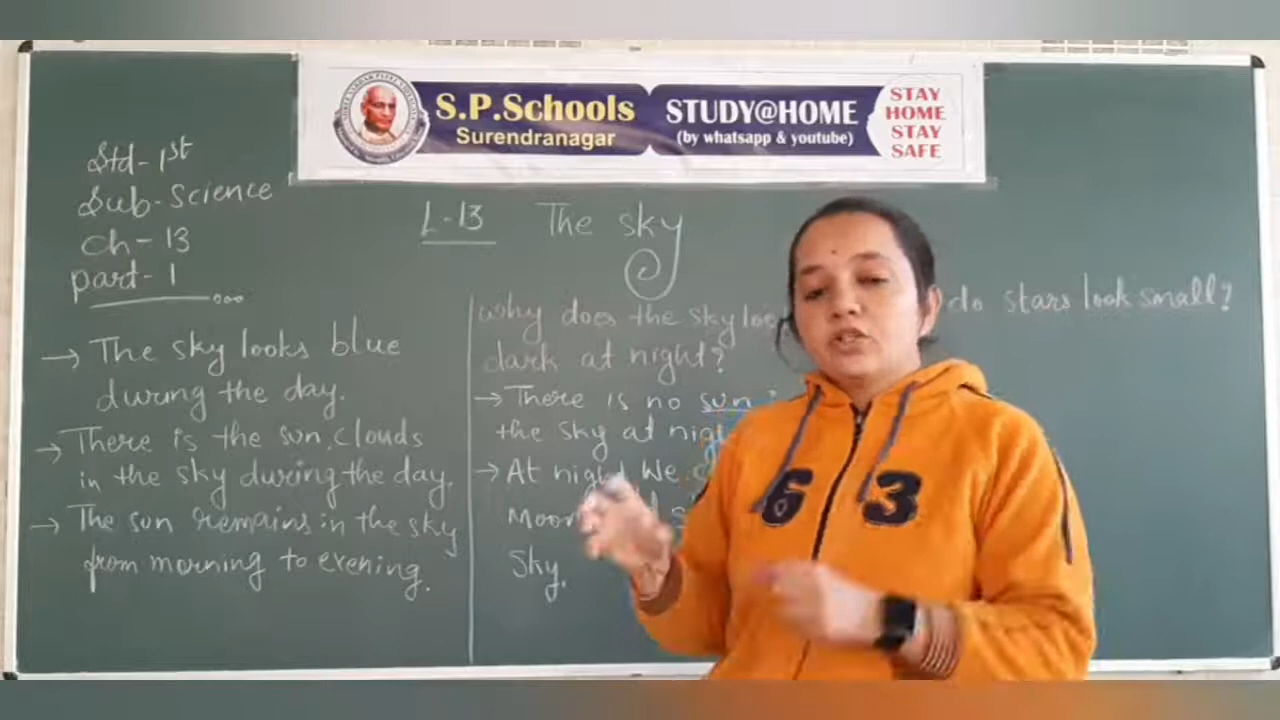 S.P.Schools
Surendranagar
STUDY@HOME
(by whatsapp & youtube)
STAY
HOME
STAY
SAFE
Std-1st
Sub-Science
Ch-13
part-1
L-13 The sky
→ The sky looks blue
during the day.
→ There is the sun, clouds
in the sky during the day.
→ The sun remains in the sky
from morning to evening.
why does the sky
dark at night?
→ There is no sun
the sky at
→ At night We
Moon
Sky.
do stars look small?
63